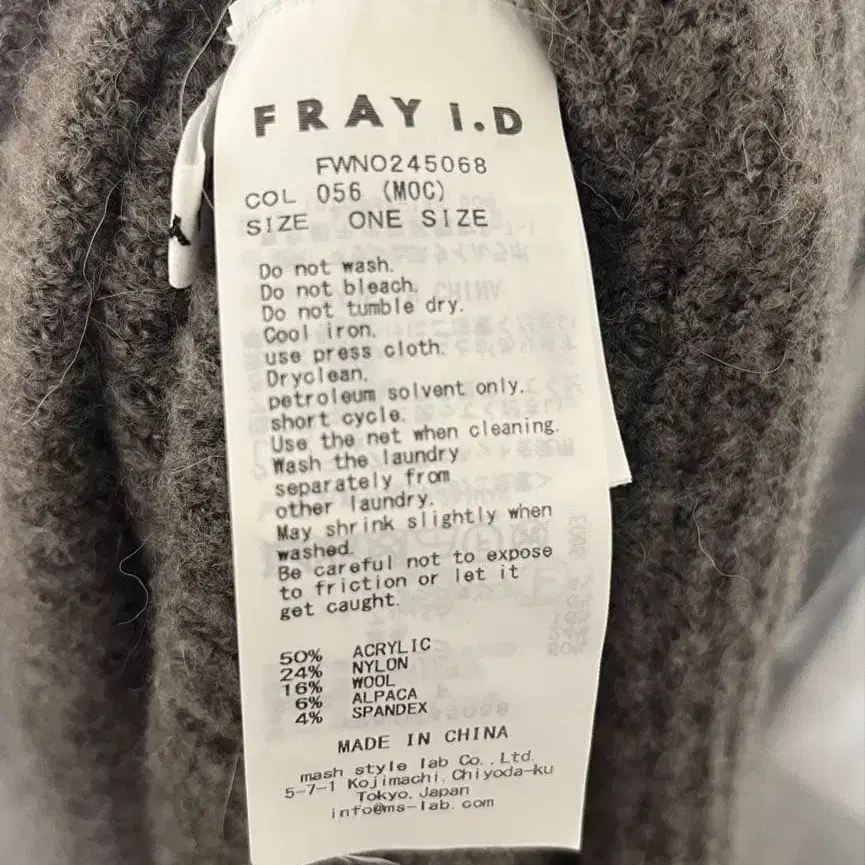 FRAY I.D
FWNO245068
COL 056 (MOC)
SIZE ONE SIZE
Do not wash.
Do not bleach.
Do not tumble dry.
Cool iron.
use press cloth.
Dryclean.
petroleum solvent only.
short cycle.
Use the net when cleaning.
Wash the laundry
separately from
other laundry.
May shrink slightly when
washed.
Be careful not to expose
to friction or let it
get caught.
50% ACRYLIC
24% NYLON
16% WOOL
6% ALPACA
4% SPANDEX
MADE IN CHINA
mash style lab Co., Ltd.
5-7-1 Kojimachi. Chiyoda-ku
Tokyo, Japan
info@ms-lab.com